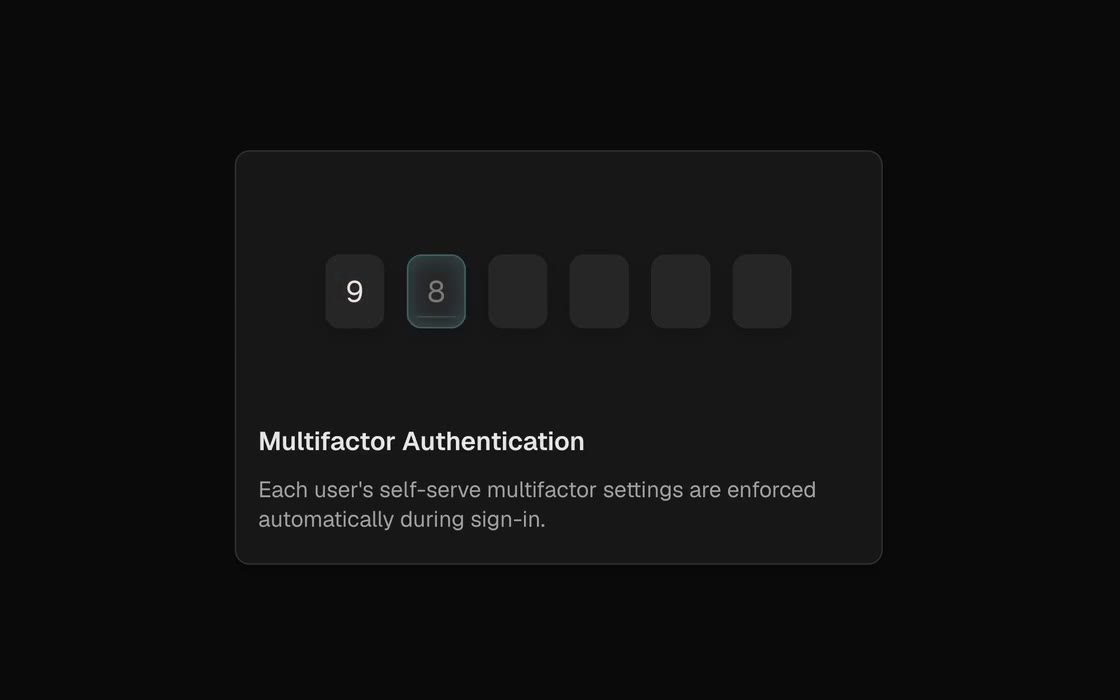 9 8
Multifactor Authentication
Each user's self-serve multifactor settings are enforced
automatically during sign-in.